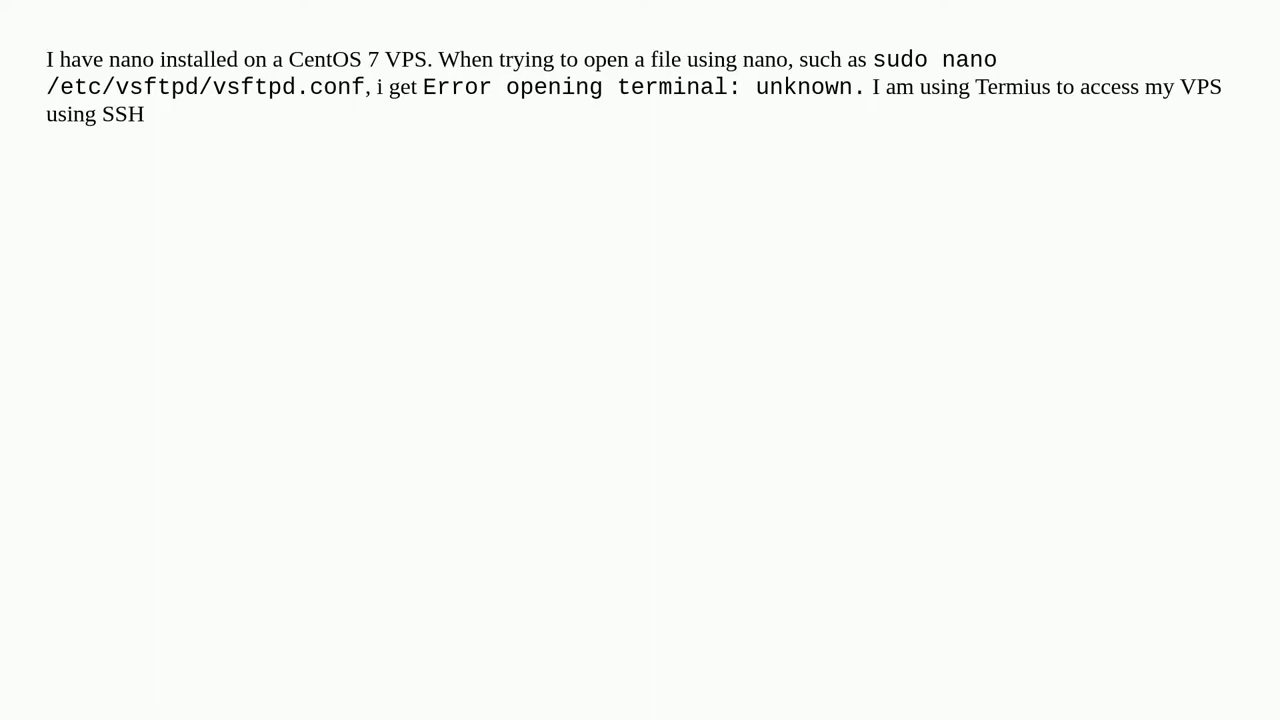 I have nano installed on a CentOS 7 VPS. When trying to open a file using nano, such as sudo nano
/etc/vsftpd/vsftpd.conf, i get Error opening terminal: unknown. I am using Termius to access my VPS
using SSH